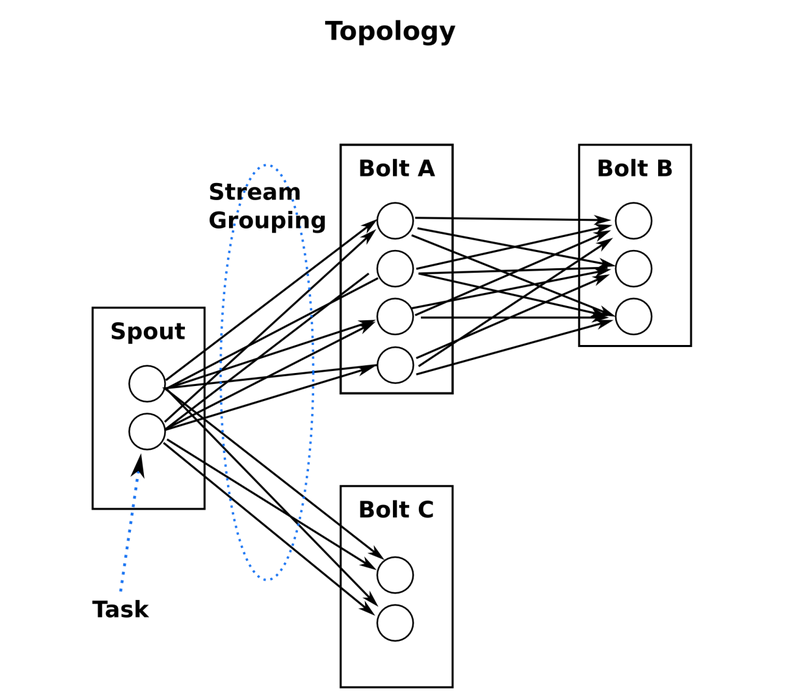 Topology
Stream
Grouping
Bolt A
Bolt B
Spout
Bolt C
Task